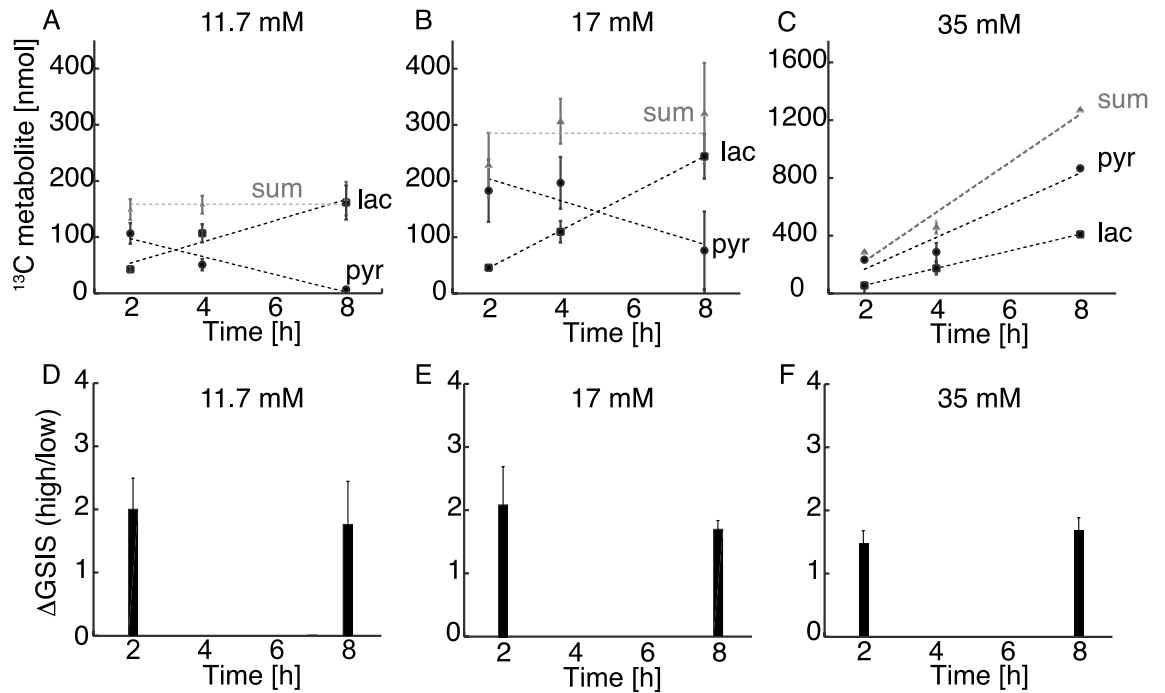 A 11.7 mM
B 17 mM
C 35 mM
¹³C metabolite [nmol]
400
300
200
100
0
sum
lac
pyr
2 4 6 8
Time [h]
400
300
200
100
0
sum
lac
pyr
2 4 6 8
Time [h]
1600
1200
800
400
0
sum
pyr
lac
2 4 6 8
Time [h]
D 11.7 mM
E 17 mM
F 35 mM
ΔGSIS (high/low)
4
3
2
1
0
2 4 6 8
Time [h]
4
3
2
1
0
2 4 6 8
Time [h]
4
3
2
1
0
2 4 6 8
Time [h]